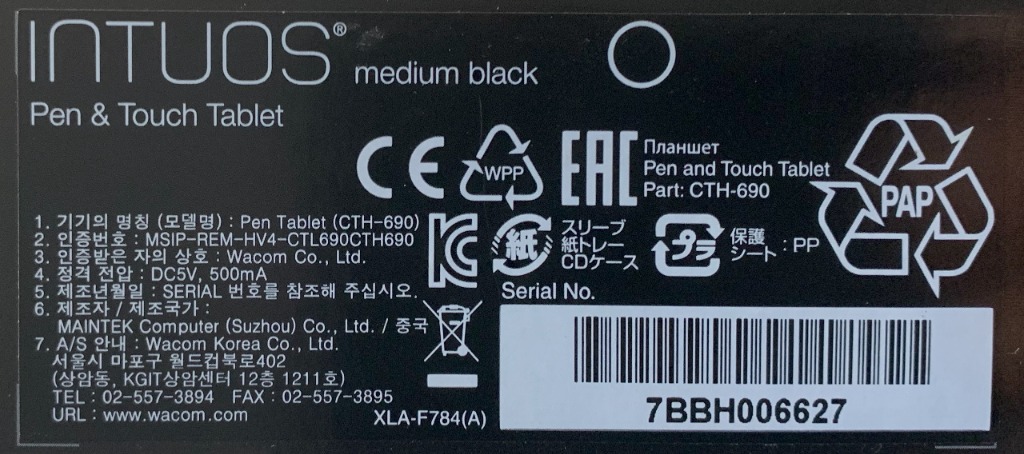 INTUOS® medium black
Pen & Touch Tablet
CE
WPP
EAC
Планшет
Pen and Touch Tablet
Part: CTH-690
PAP
1. 기기의 명칭 (모델명) : Pen Tablet (CTH-690)
2. 인증번호 : MSIP-REM-HV4-CTL690CTH690
3. 인증받은 자의 상호 : Wacom Co., Ltd.
4. 정격 전압 : DC5V, 500mA
5. 제조년월일 : SERIAL 번호를 참조해 주십시오.
6. 제조자 / 제조국가 :
MAINTEK Computer (Suzhou) Co., Ltd. / 중국
7. A/S 안내 : Wacom Korea Co., Ltd.
서울시 마포구 월드컵북로402
(상암동, KGIT상암센터 12층 1211호)
TEL : 02-557-3894 FAX : 02-557-3895
URL : www.wacom.com
KC
紙
スリーブ
紙トレー
CDケース
プラ
保護
シート : PP
XLA-F784(A)
Serial No.
7BBH006627